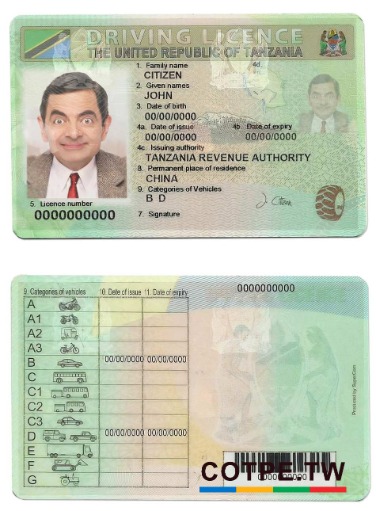 DRIVING LICENCE
THE UNITED REPUBLIC OF TANZANIA
1. Family name
CITIZEN
2. Given names
JOHN
3. Date of birth
00/00/0000
4a. Date of issue 4b. Date of expiry
00/00/0000 00/00/0000
4c. Issuing authority
TANZANIA REVENUE AUTHORITY
8. Permanent place of residence
CHINA
9. Categories of Vehicles
B D
7. Signature
J. Citizen
5. Licence number
0000000000
4d.
9. Categories of vehicles 10. Date of Issue 11. Date of expiry
0000000000
A
A1
A2
A3
B 00/00/0000 00/00/0000
C
C1
C2
C3
D 00/00/0000 00/00/0000
E
F
G
COTPE.TW